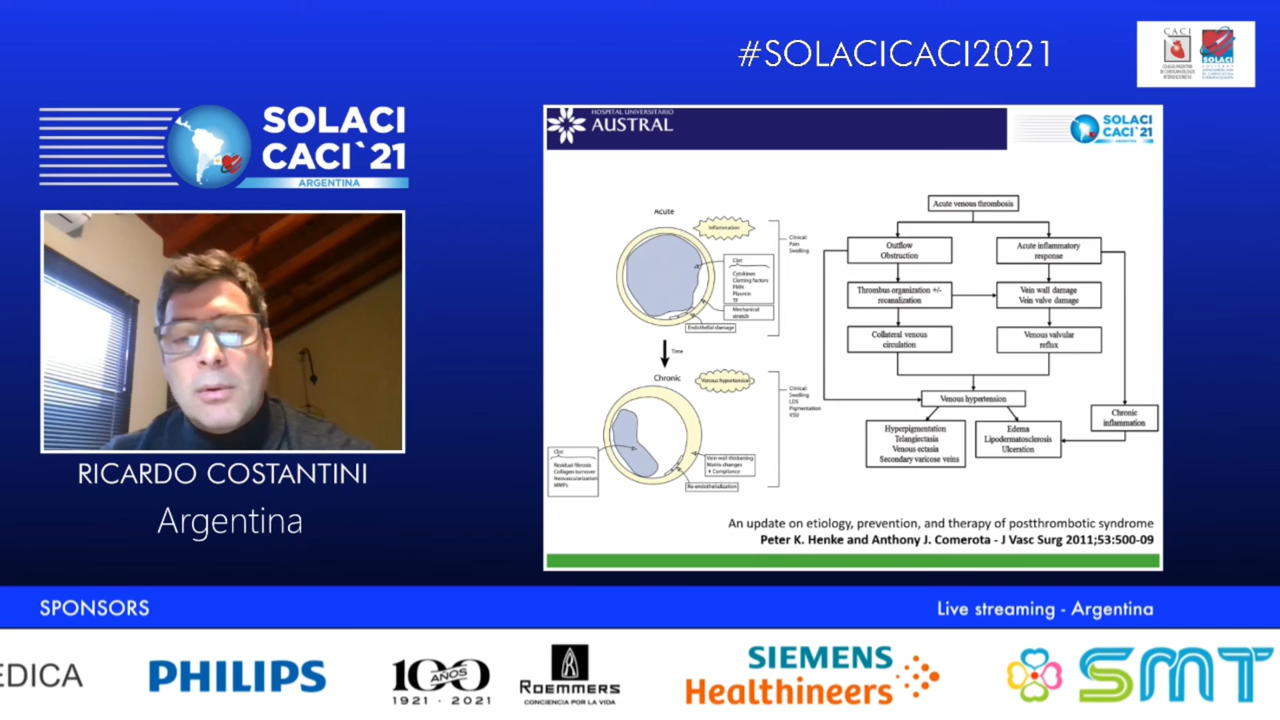 #SOLACICACI2021
CACI
SOLACI
SOLACI
CACI`21
ARGENTINA
RICARDO COSTANTINI
Argentina
HOSPITAL UNIVERSITARIO
AUSTRAL
SOLACI
CACI`21
ARGENTINA
Acute
Inflammation
Clinical:
Pain
Swelling
Clot
Cytokines
Clotting factors
PMN
Plasmin
TF
Mechanical
stretch
Endothelial damage
Time
Chronic
Venous hypertension
Clinical:
Swelling
LDS
Pigmentation
VSU
Clot
Residual fibrosis
Collagen turnover
Neovascularization
MMPs
Vein wall thickening
Matrix changes
Compliance
Re-endothelialization
Acute venous thrombosis
Outflow
Obstruction
Acute inflammatory
response
Thrombus organization +/-
recanalization
Vein wall damage
Vein valve damage
Collateral venous
circulation
Venous valvular
reflux
Venous hypertension
Chronic
inflammation
Hyperpigmentation
Telangiectasia
Venous ectasia
Secondary varicose veins
Edema
Lipodermatosclerosis
Ulceration
An update on etiology, prevention, and therapy of postthrombotic syndrome
Peter K. Henke and Anthony J. Comerota - J Vasc Surg 2011;53:500-09
SPONSORS
Live streaming - Argentina
EDICA
PHILIPS
100
AÑOS
1921 - 2021
ROEMMERS
CONCIENCIA POR LA VIDA
SIEMENS
Healthineers
SMT